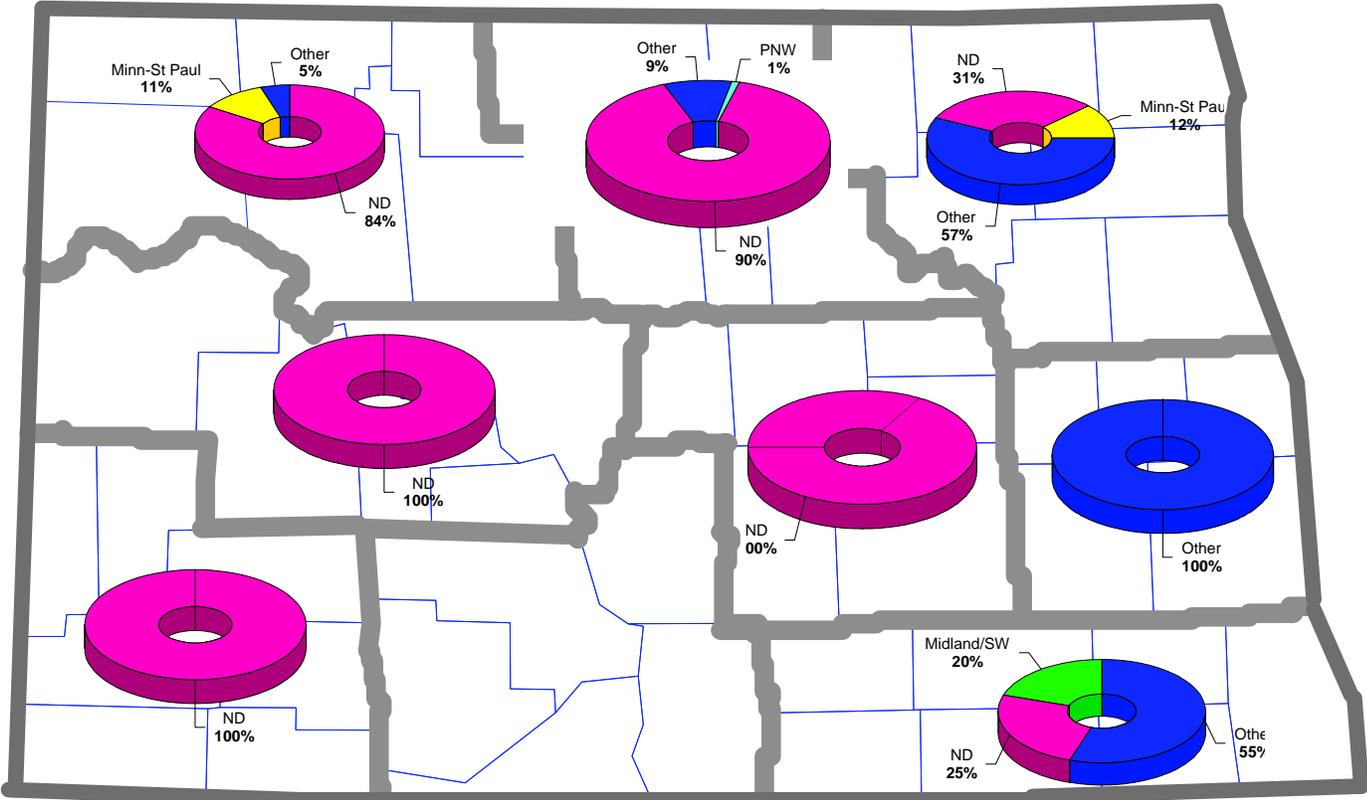 Minn-St Paul
11%
Other
5%
ND
84%
Other
9%
PNW
1%
ND
90%
ND
31%
Minn-St Pau
12%
Other
57%
ND
100%
ND
00%
Other
100%
ND
100%
Midland/SW
20%
ND
25%
Othe
55%